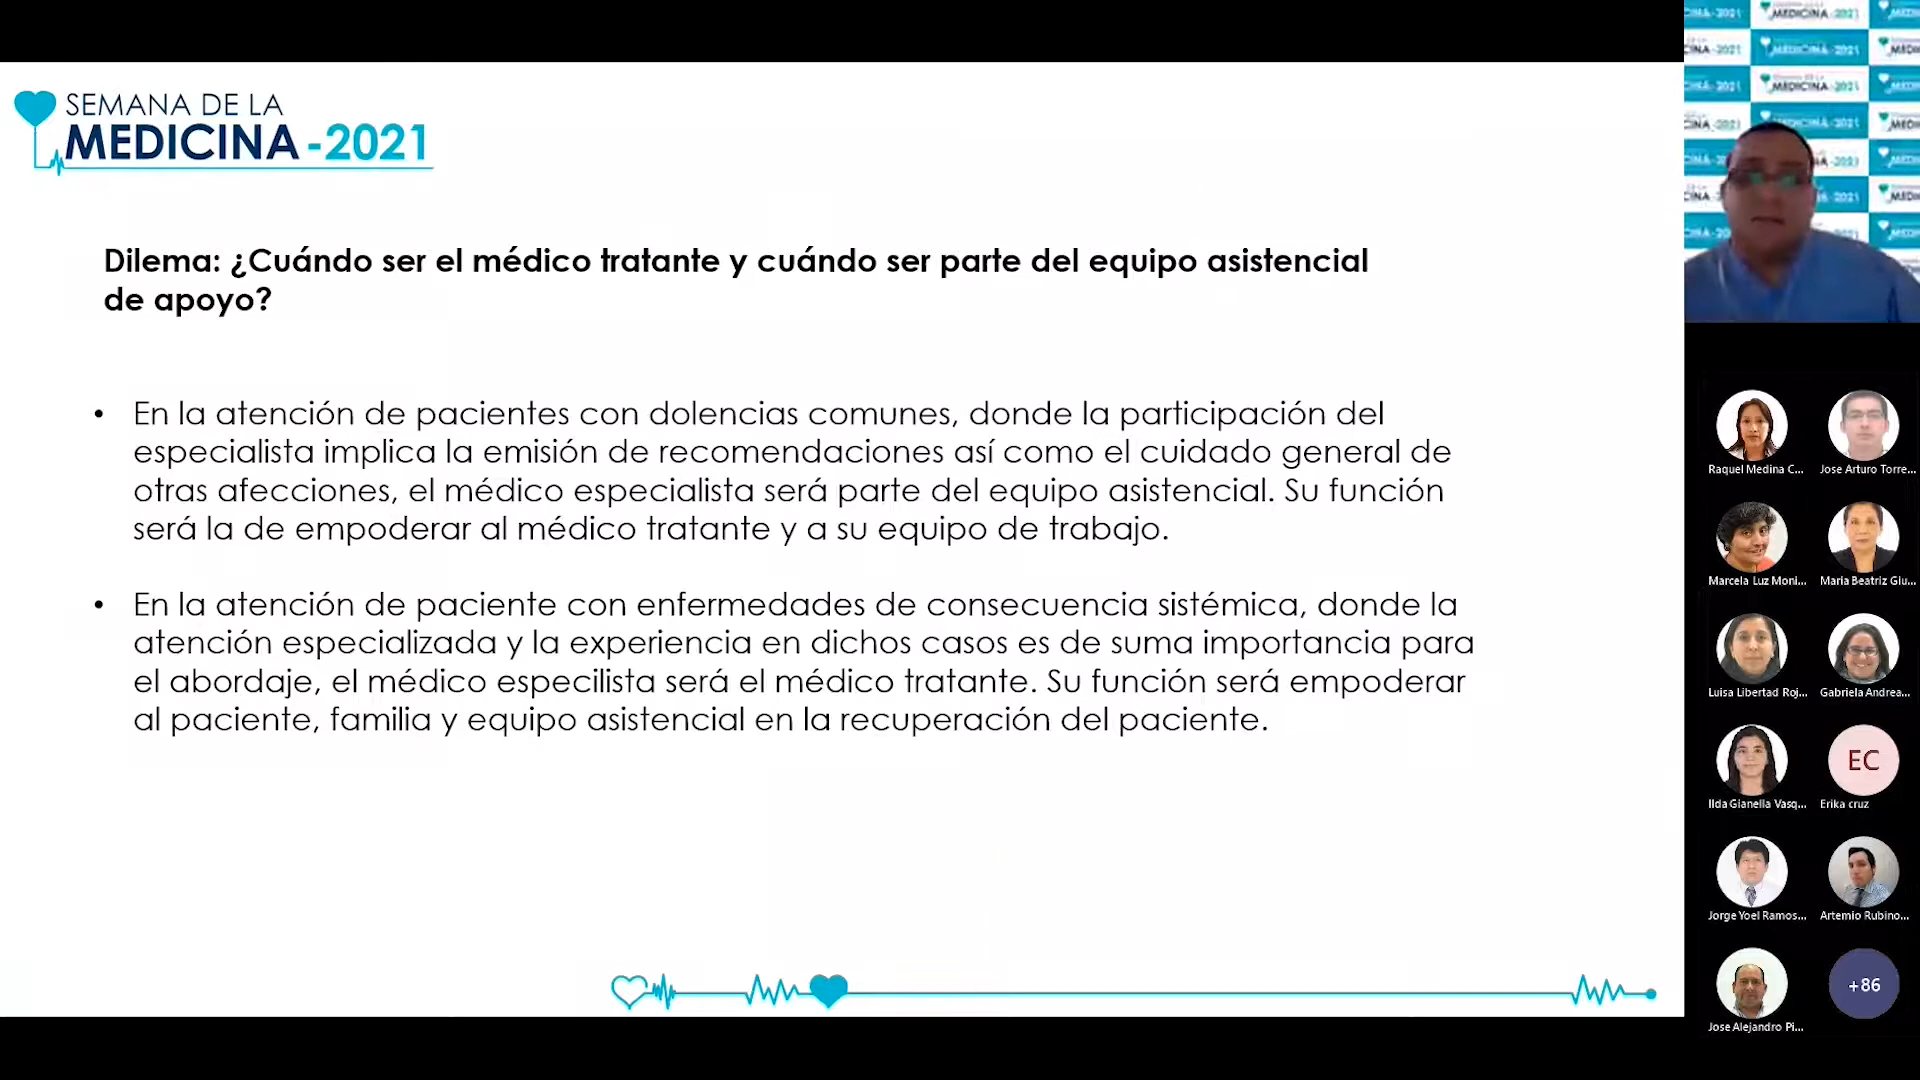 SEMANA DE LA
MEDICINA-2021
Dilema: ¿Cuándo ser el médico tratante y cuándo ser parte del equipo asistencial
de apoyo?
• En la atención de pacientes con dolencias comunes, donde la participación del
especialista implica la emisión de recomendaciones así como el cuidado general de
otras afecciones, el médico especialista será parte del equipo asistencial. Su función
será la de empoderar al médico tratante y a su equipo de trabajo.
• En la atención de paciente con enfermedades de consecuencia sistémica, donde la
atención especializada y la experiencia en dichos casos es de suma importancia para
el abordaje, el médico especilista será el médico tratante. Su función será empoderar
al paciente, familia y equipo asistencial en la recuperación del paciente.
Raquel Medina C...
Jose Arturo Torre...
Marcela Luz Moni...
Maria Beatriz Giu...
Luisa Libertad Roj...
Gabriela Andrea...
Ilda Gianella Vasq...
EC
Erika cruz
Jorge Yoel Ramos...
Artemio Rubino...
Jose Alejandro Pi...
+86